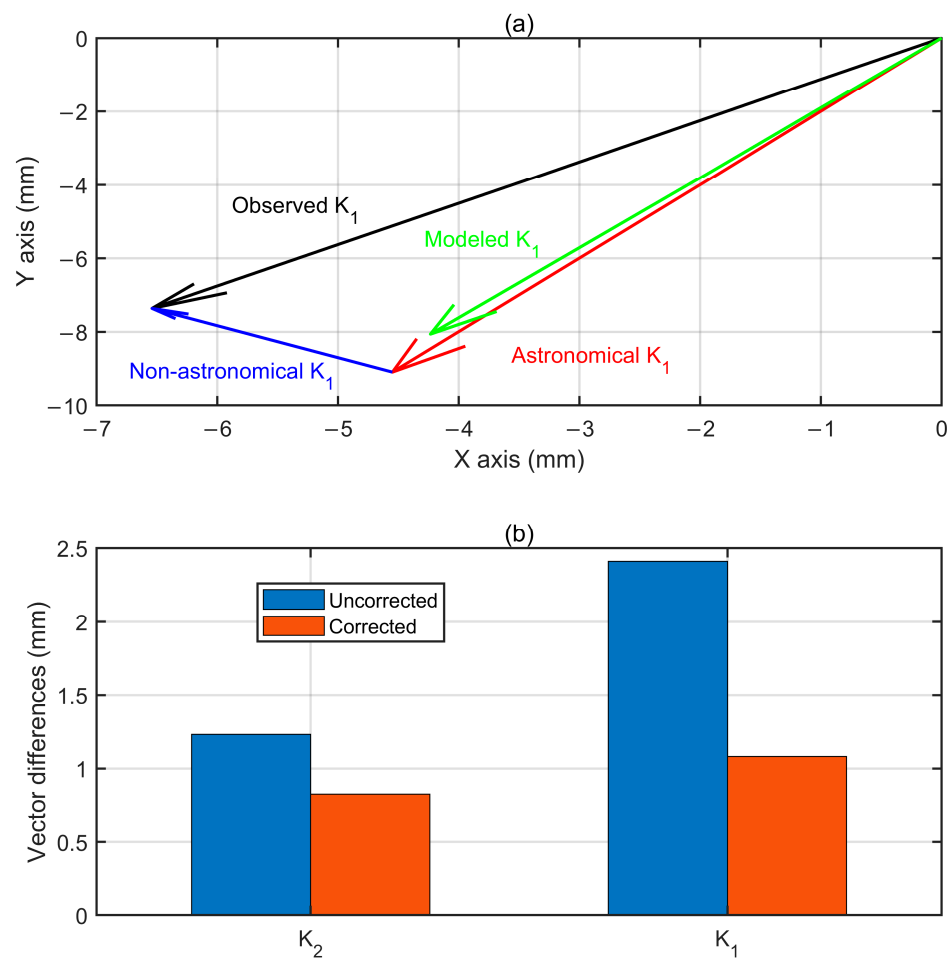 (a)
0
−2
−4
−6
−8
−10
Y axis (mm)
Observed K₁
Modeled K₁
Astronomical K₁
Non-astronomical K₁
−7 −6 −5 −4 −3 −2 −1 0
X axis (mm)
(b)
2.5
2
1.5
1
0.5
0
Vector differences (mm)
Uncorrected
Corrected
K₂ K₁